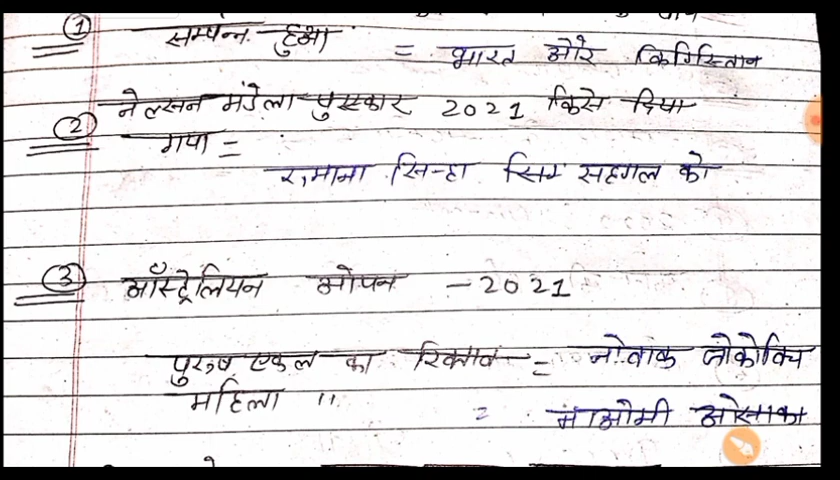 ① सम्पन्न हुआ = भारत और किर्गिस्तान
② नेल्सन मंडेला पुरस्कार 2021 किसे दिया
गया =
रुमाना सिन्हा सहगल को
③ ऑस्ट्रेलियन ओपन - 2021
पुरुष एकल का खिताब = नोवाक जोकोविच
महिला " = नाओमी ओसाका